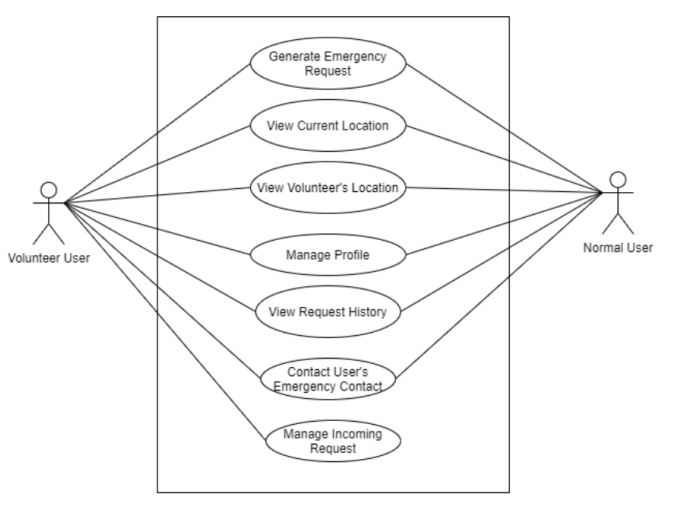 Generate Emergency
Request
View Current Location
View Volunteer's Location
Manage Profile
View Request History
Contact User's
Emergency Contact
Manage Incoming
Request
Volunteer User
Normal User